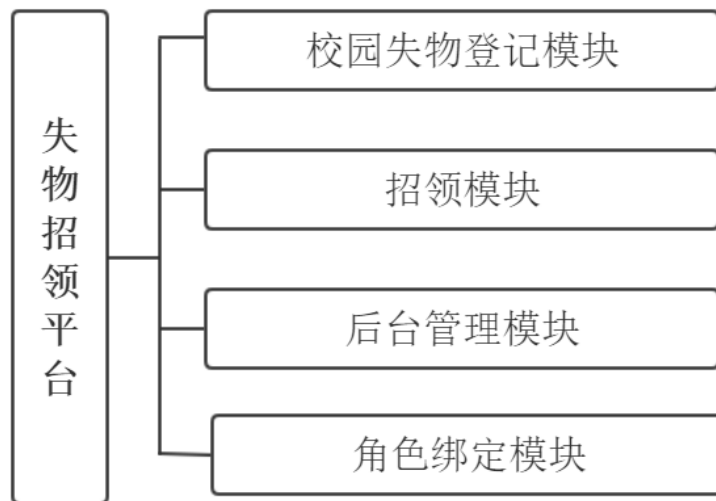 失物招领平台
校园失物登记模块
招领模块
后台管理模块
角色绑定模块